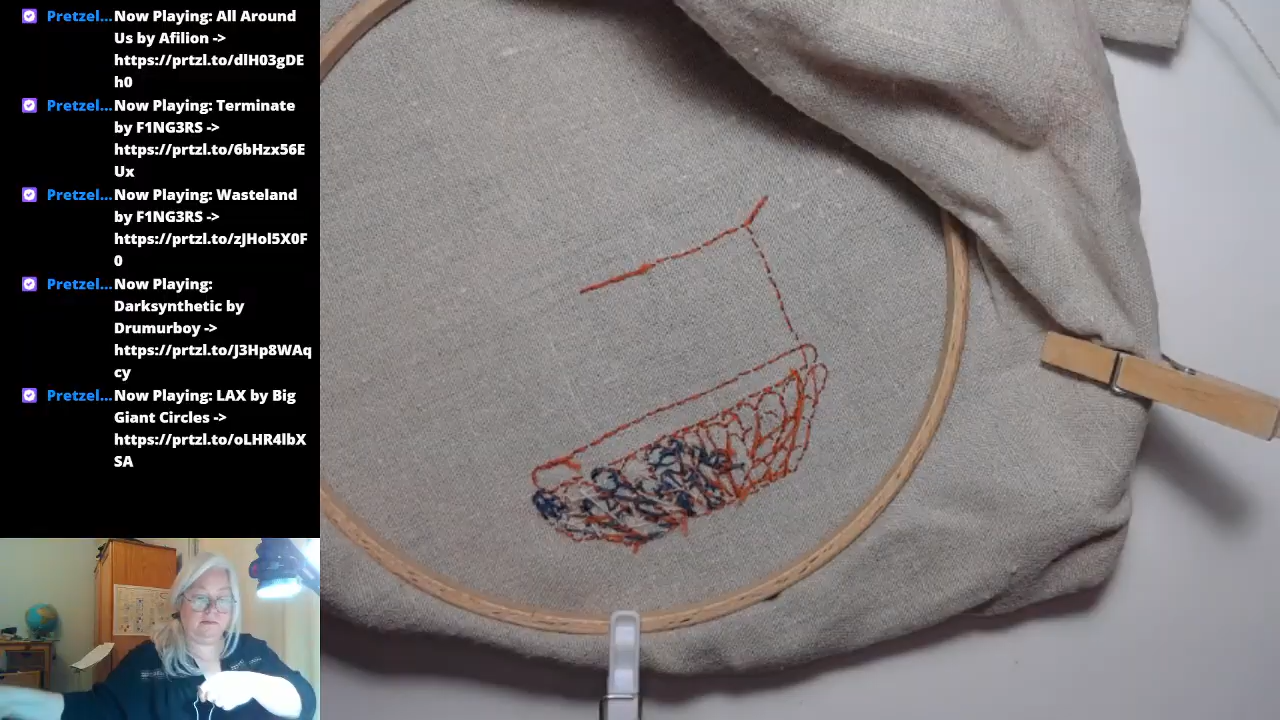 Pretzel... Now Playing: All Around
Us by Afilion ->
https://prtzl.to/dlH03gDE
h0
Pretzel... Now Playing: Terminate
by F1NG3RS ->
https://prtzl.to/6bHzx56E
Ux
Pretzel... Now Playing: Wasteland
by F1NG3RS ->
https://prtzl.to/zJHol5X0F
0
Pretzel... Now Playing:
Darksynthetic by
Drumurboy ->
https://prtzl.to/J3Hp8WAq
cy
Pretzel... Now Playing: LAX by Big
Giant Circles ->
https://prtzl.to/oLHR4lbX
SA